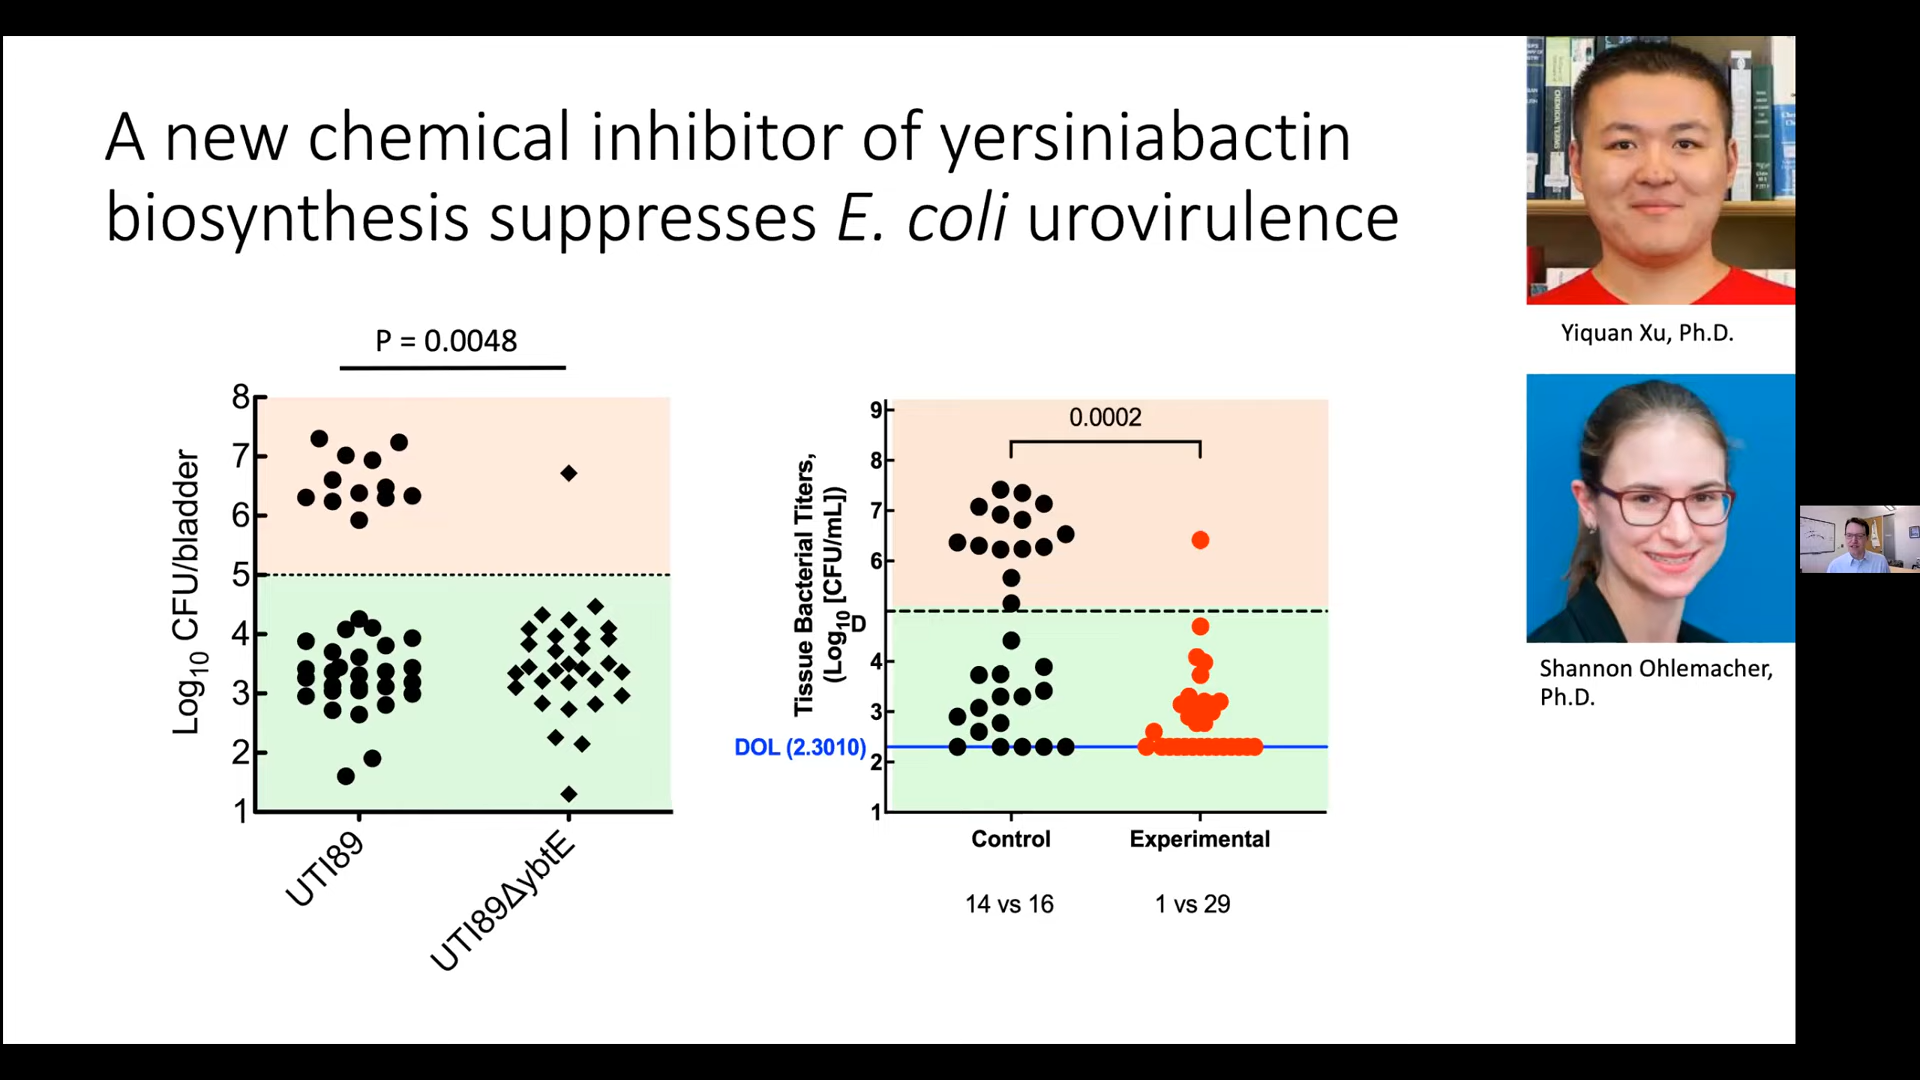 A new chemical inhibitor of yersiniabactin
biosynthesis suppresses E. coli urovirulence
P = 0.0048
Log10 CFU/bladder
8
7
6
5
4
3
2
1
UTI89
UTI89ΔybtE
Tissue Bacterial Titers,
(Log10 [CFU/mL])
9
8
7
6
D
4
3
2
1
0.0002
DOL (2.3010)
Control
Experimental
14 vs 16
1 vs 29
Yiquan Xu, Ph.D.
Shannon Ohlemacher,
Ph.D.